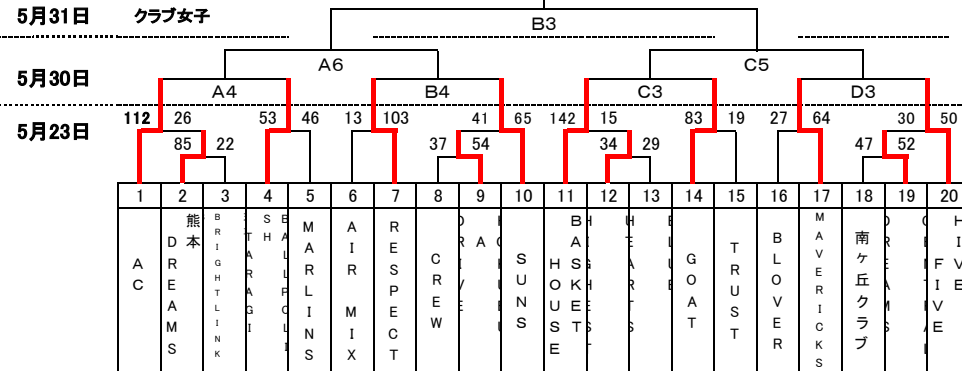 5月31日 クラブ女子
B3
5月30日
A6 C5
A4 B4 C3 D3
5月23日
112 26 53 46 13 103 41 65 142 15 83 19 27 64 30 50
85 22 37 54 34 29 47 52
1 2 3 4 5 6 7 8 9 10 11 12 13 14 15 16 17 18 19 20
AC
熊本
DREAMS
BRIGHTLINK
MARLINS
AIR MIX
RESPECT
CREW
SUNS
BASKET
HOUSE
GOAT
TRUST
BLOVER
MAVERICKS
南ヶ丘クラブ
HIVE
FIVE